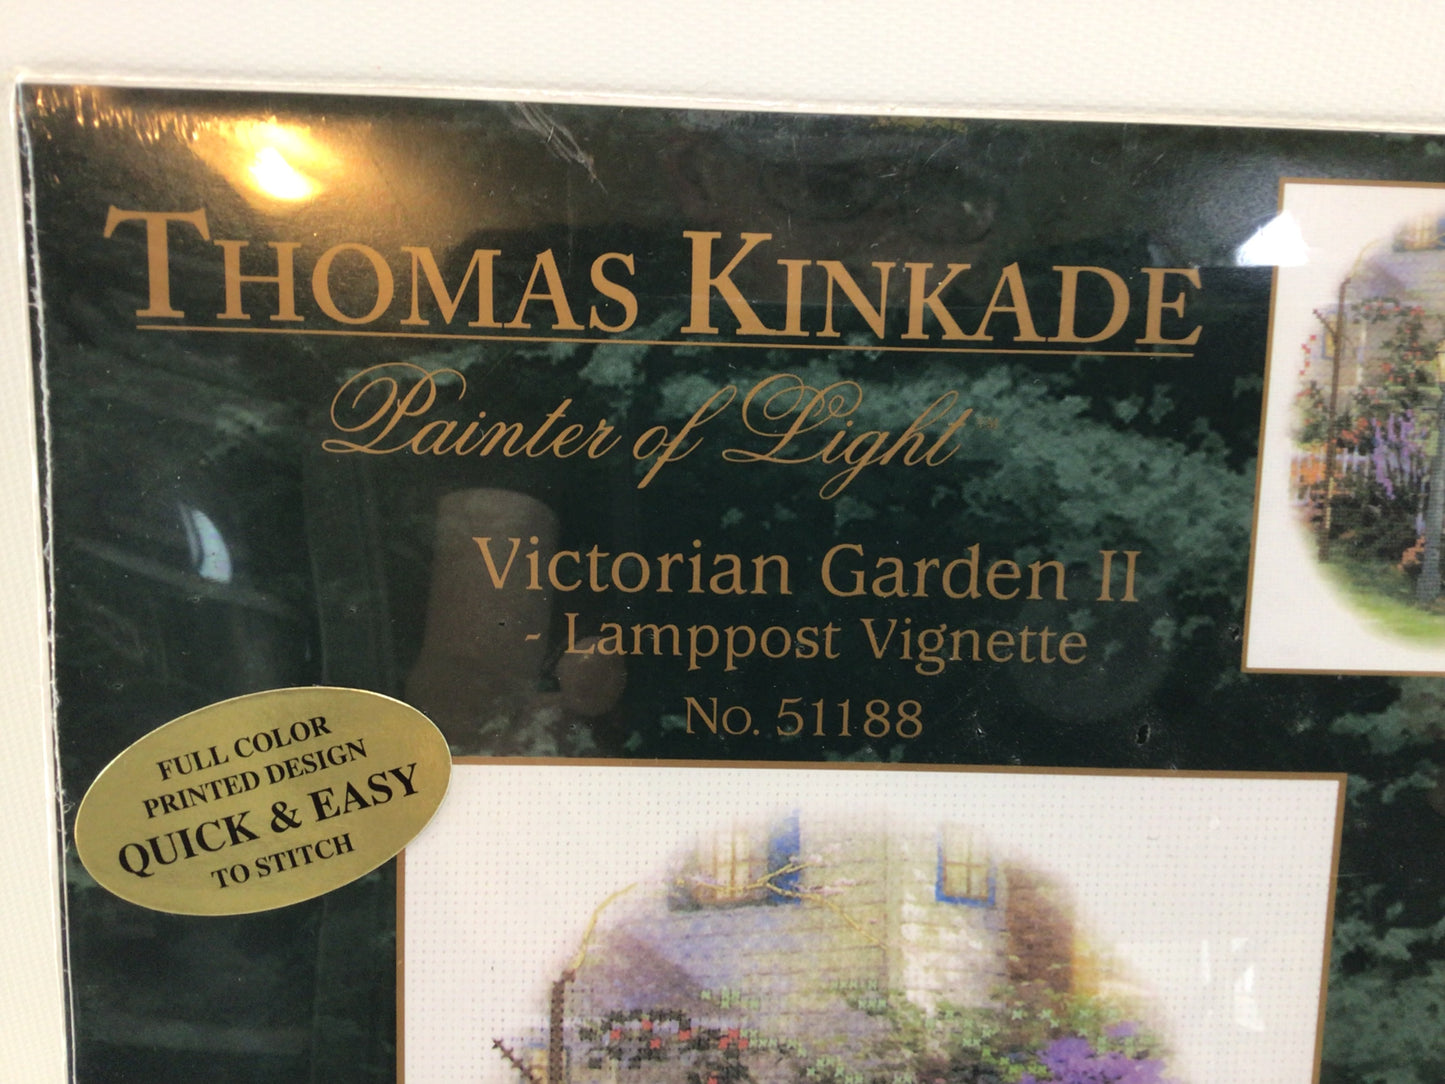 THOMAS KINKADE
Painter of Light™
Victorian Garden II
- Lamppost Vignette
No. 51188
FULL COLOR
PRINTED DESIGN
QUICK & EASY
TO STITCH